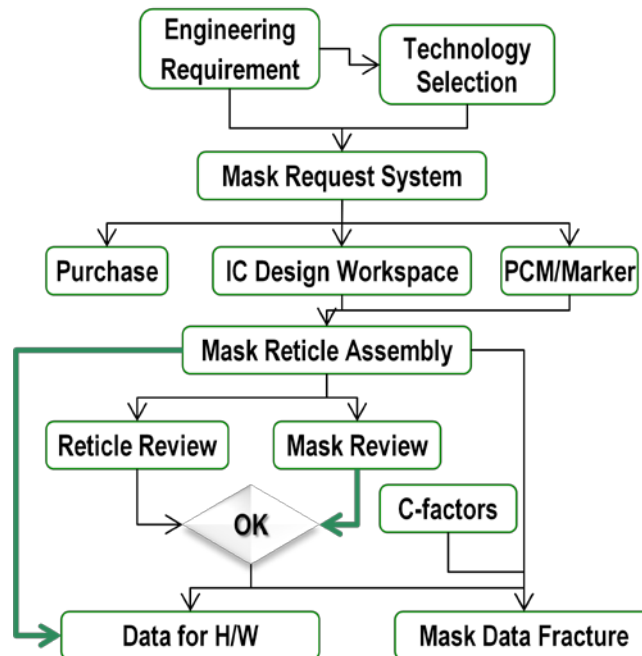 Engineering
Requirement
Technology
Selection
Mask Request System
Purchase
IC Design Workspace
PCM/Marker
Mask Reticle Assembly
Reticle Review
Mask Review
OK
C-factors
Data for H/W
Mask Data Fracture